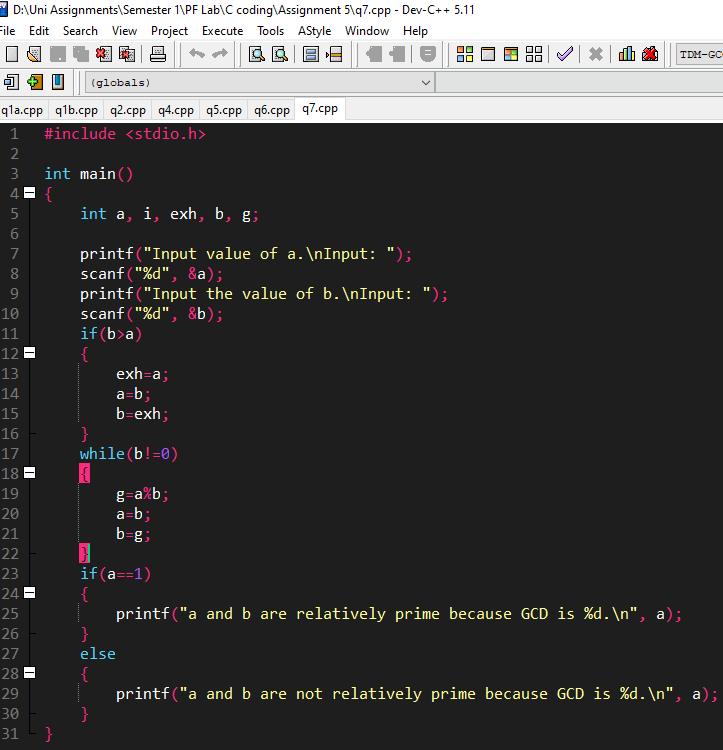 D:\Uni Assignments\Semester 1\PF Lab\C coding\Assignment 5\q7.cpp - Dev-C++ 5.11
File Edit Search View Project Execute Tools AStyle Window Help
TDM-GC
(globals)
q1a.cpp q1b.cpp q2.cpp q4.cpp q5.cpp q6.cpp q7.cpp
1 #include <stdio.h>
2
3 int main()
4 {
5 int a, i, exh, b, g;
6
7 printf("Input value of a.\nInput: ");
8 scanf("%d", &a);
9 printf("Input the value of b.\nInput: ");
10 scanf("%d", &b);
11 if(b>a)
12 {
13 exh=a;
14 a=b;
15 b=exh;
16 }
17 while(b!=0)
18 {
19 g=a%b;
20 a=b;
21 b=g;
22 }
23 if(a==1)
24 {
25 printf("a and b are relatively prime because GCD is %d.\n", a);
26 }
27 else
28 {
29 printf("a and b are not relatively prime because GCD is %d.\n", a);
30 }
31 }